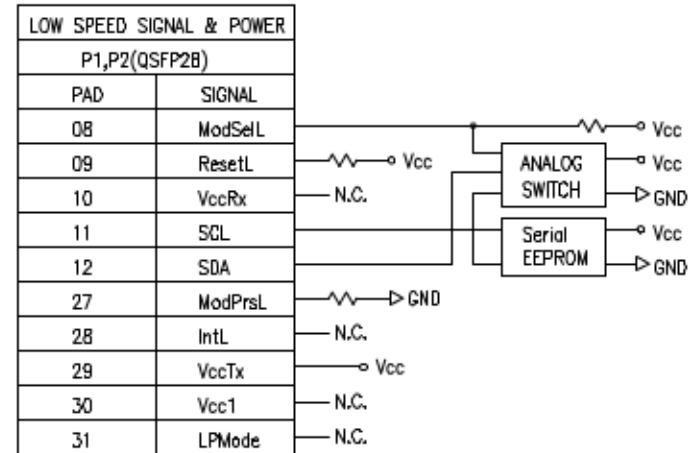 LOW SPEED SIGNAL & POWER
P1,P2(QSFP28)
PAD SIGNAL
08 ModSelL Vcc
09 ResetL Vcc ANALOG SWITCH Vcc
10 VccRx N.C. GND
11 SCL Serial EEPROM Vcc
12 SDA GND
27 ModPrsL GND
28 IntL N.C.
29 VccTx Vcc
30 Vcc1 N.C.
31 LPMode N.C.